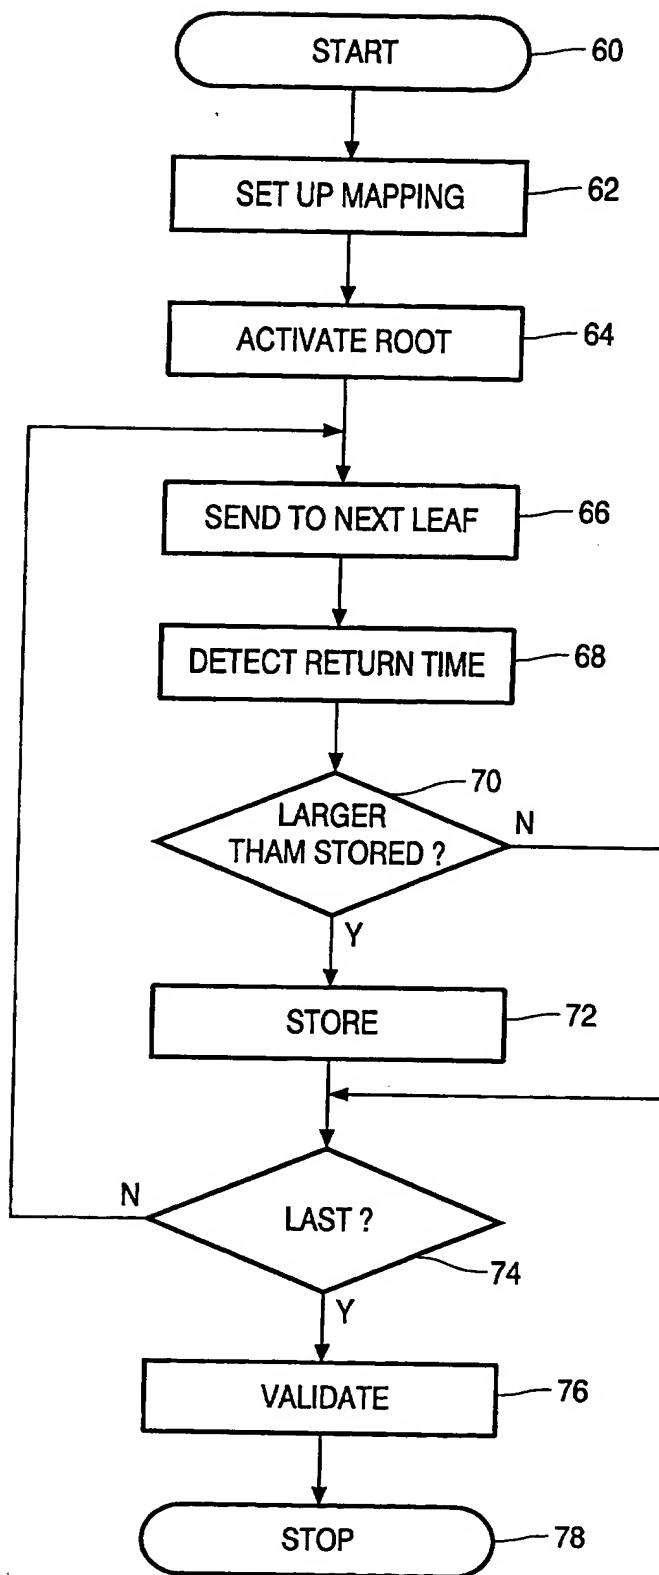 START
60
SET UP MAPPING
62
ACTIVATE ROOT
64
SEND TO NEXT LEAF
66
DETECT RETURN TIME
68
70
LARGER
THAM STORED ?
N
Y
STORE
72
N
LAST ?
74
Y
VALIDATE
76
STOP
78